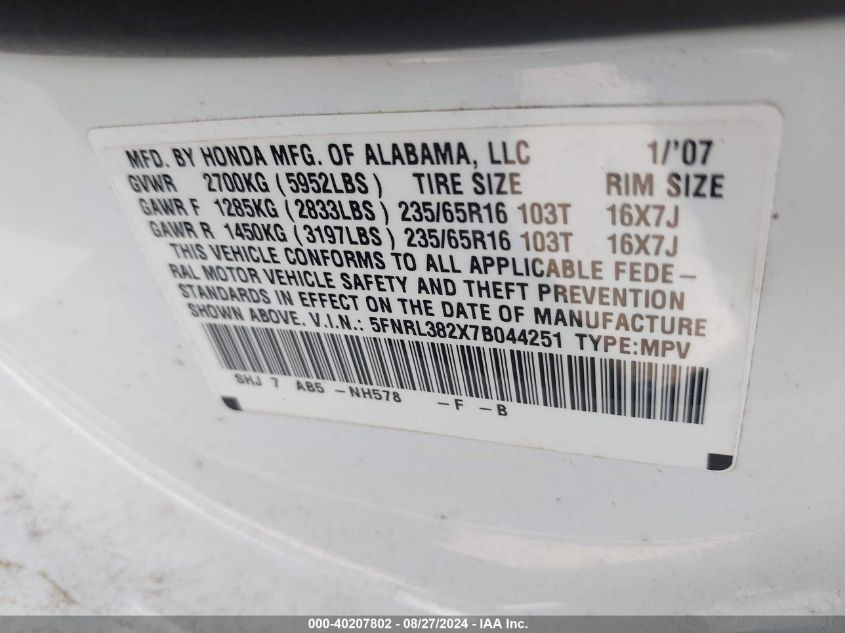 MFD. BY HONDA MFG. OF ALABAMA, LLC 1/'07
GVWR 2700KG (5952LBS) TIRE SIZE RIM SIZE
GAWR F 1285KG (2833LBS) 235/65R16 103T 16X7J
GAWR R 1450KG (3197LBS) 235/65R16 103T 16X7J
THIS VEHICLE CONFORMS TO ALL APPLICABLE FEDE-
RAL MOTOR VEHICLE SAFETY AND THEFT PREVENTION
STANDARDS IN EFFECT ON THE DATE OF MANUFACTURE
SHOWN ABOVE. V.I.N.: 5FNRL382X7B044251 TYPE:MPV
SHJ 7 AB5 -NH578 -F -B
000-40207802 - 08/27/2024 - IAA Inc.